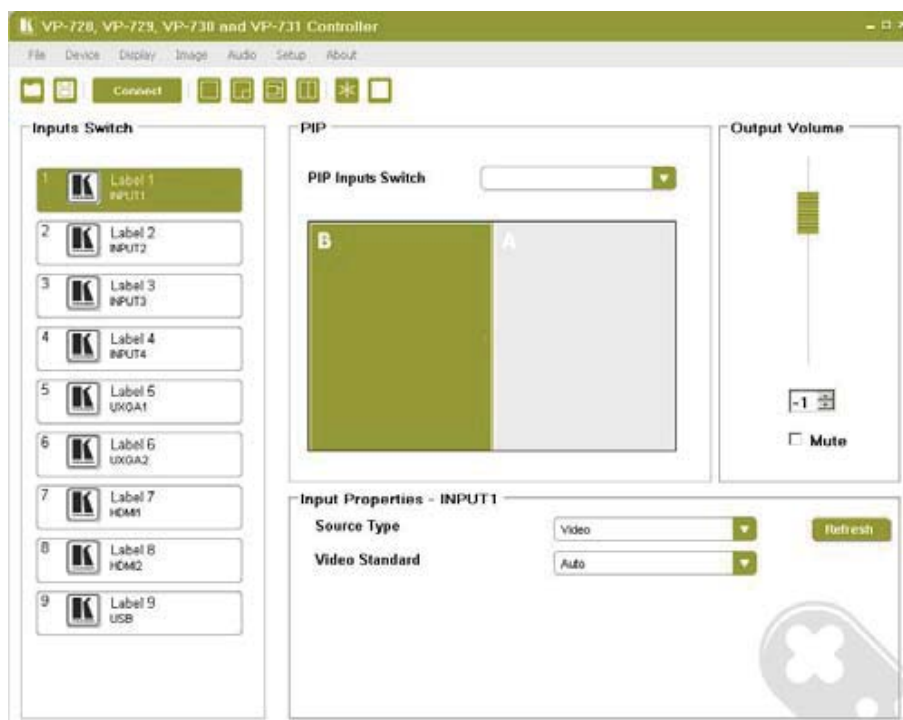 VP-728, VP-729, VP-730 and VP-731 Controller
File Device Display Image Audio Setup About
Connect
Inputs Switch
1 Label 1
INPUT1
2 Label 2
INPUT2
3 Label 3
INPUT3
4 Label 4
INPUT4
5 Label 5
UXGA1
6 Label 6
UXGA2
7 Label 7
HDMI1
8 Label 8
HDMI2
9 Label 9
USB
PIP
PIP Inputs Switch
B A
Output Volume
-1
Mute
Input Properties - INPUT1
Source Type Video Refresh
Video Standard Auto